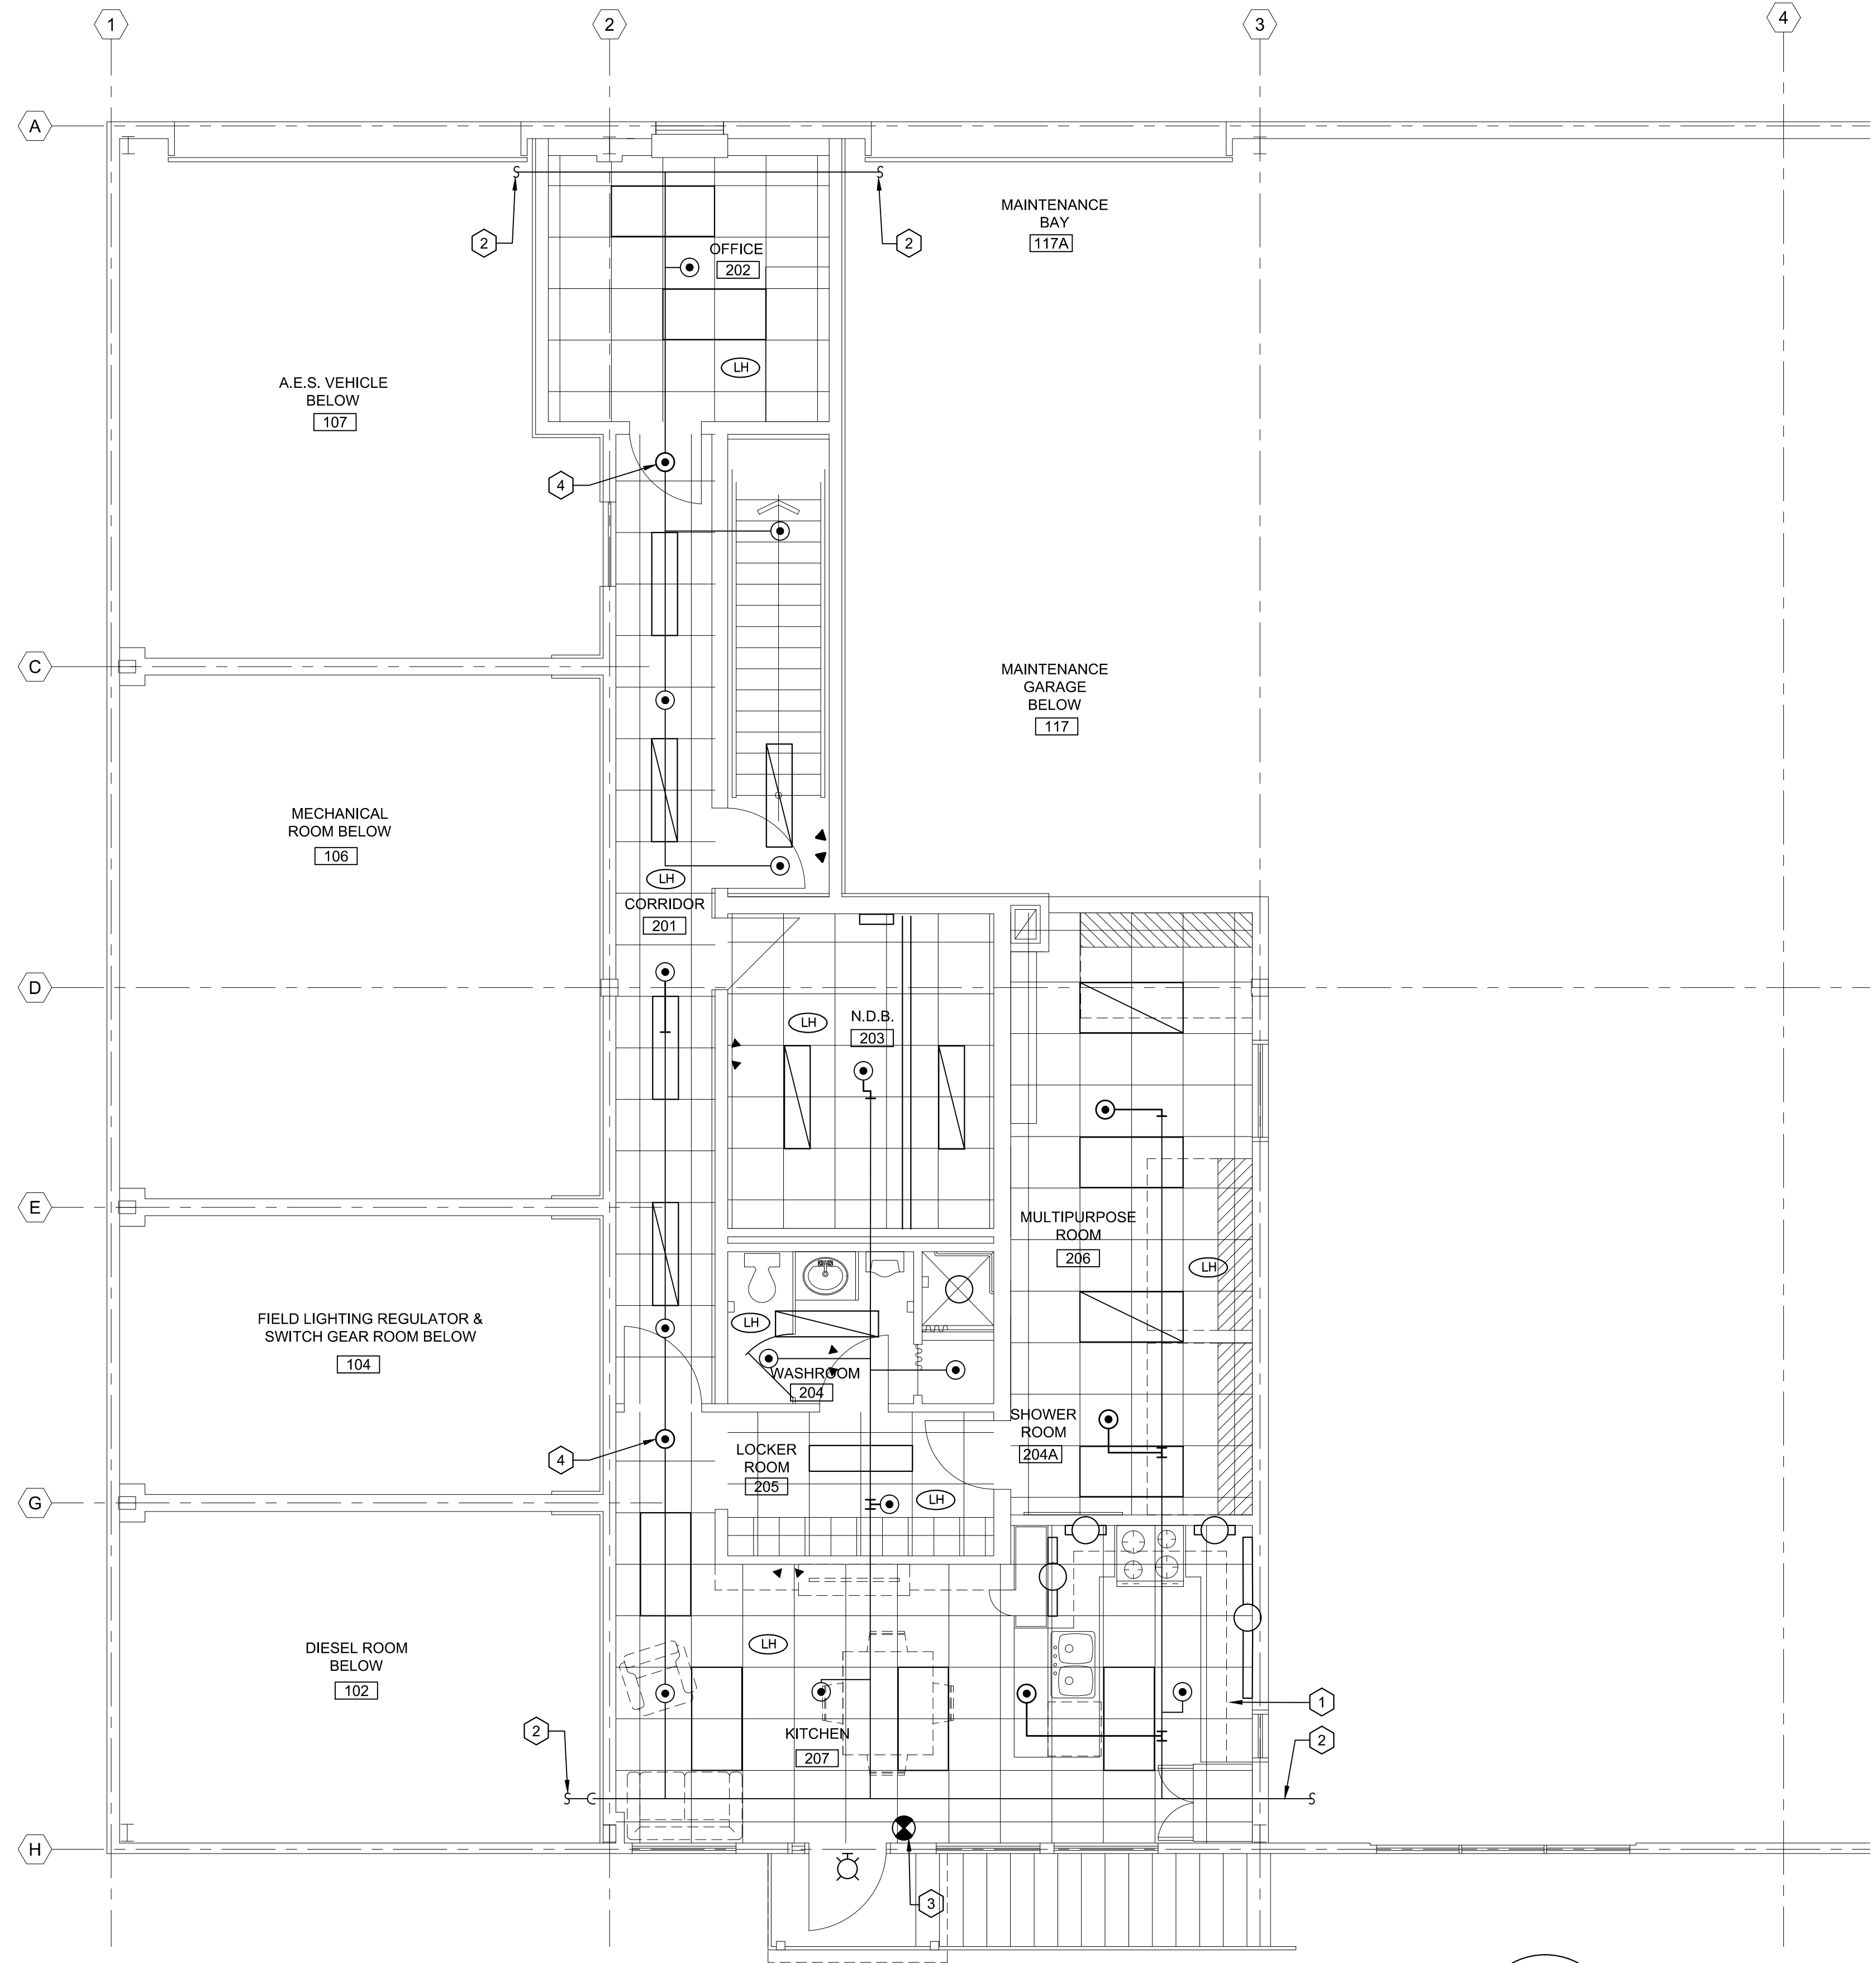 1
2
3
4
A
2
2
OFFICE
202
MAINTENANCE
BAY
117A
LH
A.E.S. VEHICLE
BELOW
107
4
C
MAINTENANCE
GARAGE
BELOW
117
MECHANICAL
ROOM BELOW
106
LH
CORRIDOR
201
D
LH
N.D.B.
203
E
MULTIPURPOSE
ROOM
206
LH
FIELD LIGHTING REGULATOR &
SWITCH GEAR ROOM BELOW
104
LH
WASHROOM
204
SHOWER
ROOM
204A
4
LOCKER
ROOM
205
LH
G
DIESEL ROOM
BELOW
102
LH
1
2
KITCHEN
207
2
H
3